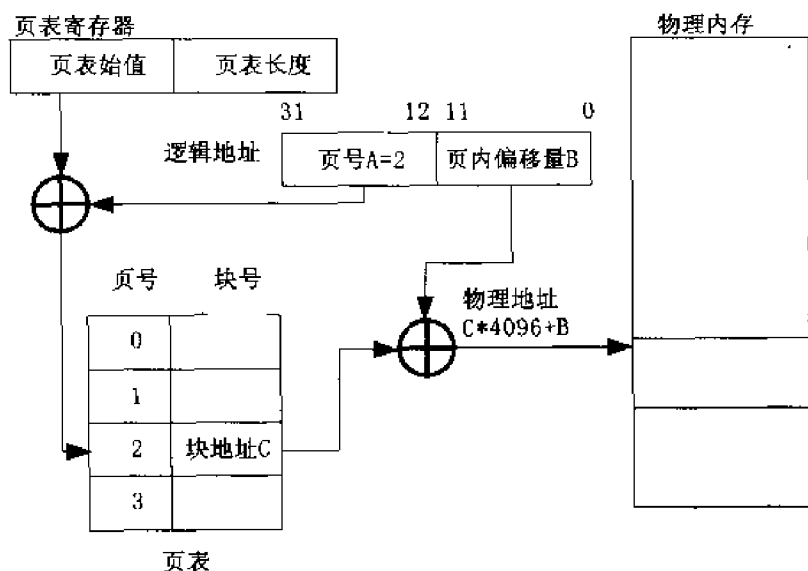 页表寄存器
页表始值 页表长度
物理内存
31 12 11 0
逻辑地址
页号A=2 页内偏移量B
页号 块号
物理地址
C*4096+B
0
1
2 块地址C
3
页表